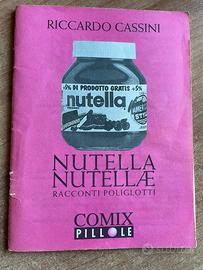 RICCARDO CASSINI
5% DI PRODOTTO GRATIS +5%
nutella
NUTELLA
NUTELLÆ
RACCONTI POLIGLOTTI
COMIX
PILLOLE